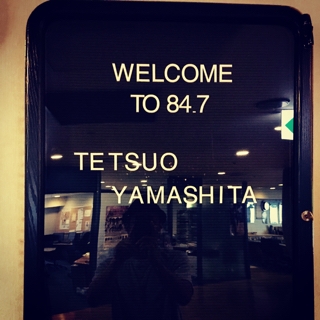 WELCOME
TO 84.7
TETSUO
YAMASHITA